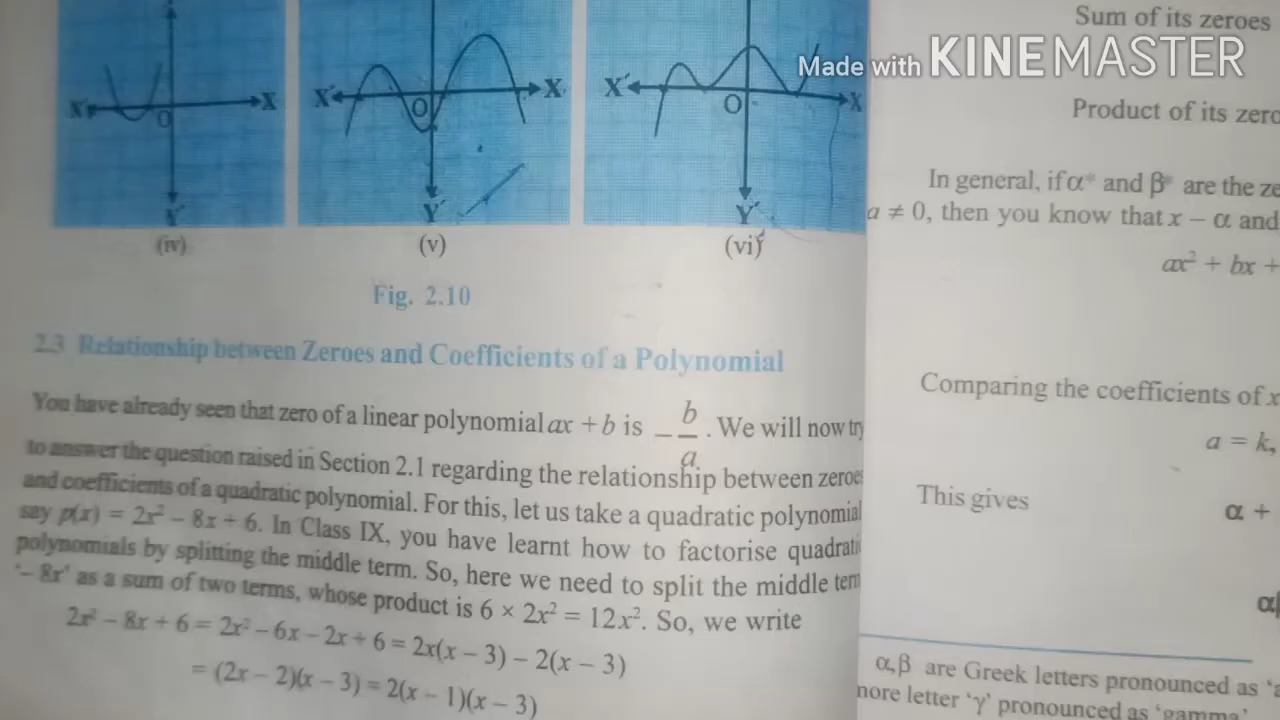 X′ O X Y′
X′ O X Y′
X′ O X Y′
(iv) (v) (vi)
Fig. 2.10
2.3 Relationship between Zeroes and Coefficients of a Polynomial
You have already seen that zero of a linear polynomial ax + b is − b/a . We will now try
to answer the question raised in Section 2.1 regarding the relationship between zeroes
and coefficients of a quadratic polynomial. For this, let us take a quadratic polynomial
say p(x) = 2x² − 8x + 6. In Class IX, you have learnt how to factorise quadrati
polynomials by splitting the middle term. So, here we need to split the middle term
‘− 8x’ as a sum of two terms, whose product is 6 × 2x² = 12x². So, we write
2x² − 8x + 6 = 2x² − 6x − 2x + 6 = 2x(x − 3) − 2(x − 3)
= (2x − 2)(x − 3) = 2(x − 1)(x − 3)
Made with KINEMASTER
Sum of its zeroes
Product of its zero
In general, if α* and β* are the ze
a ≠ 0, then you know that x − α and
ax² + bx +
Comparing the coefficients of x
a = k,
This gives
α +
α
α,β are Greek letters pronounced as ‘a
more letter ‘γ’ pronounced as ‘gamma’